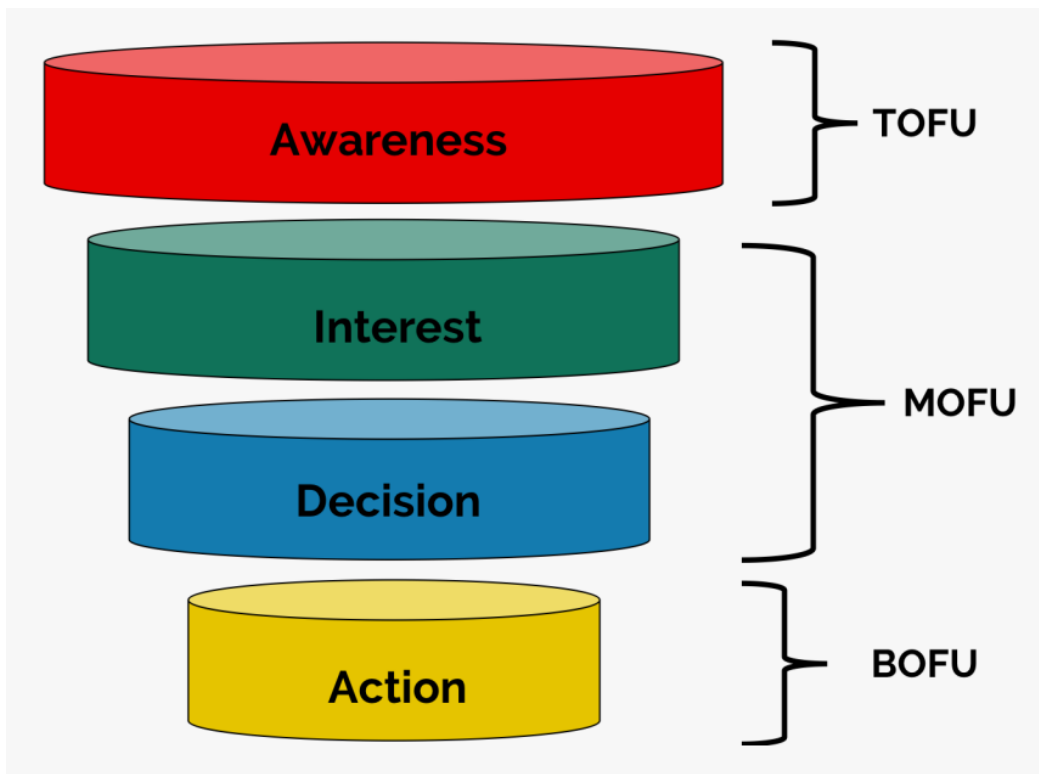 Awareness
TOFU
Interest
MOFU
Decision
Action
BOFU